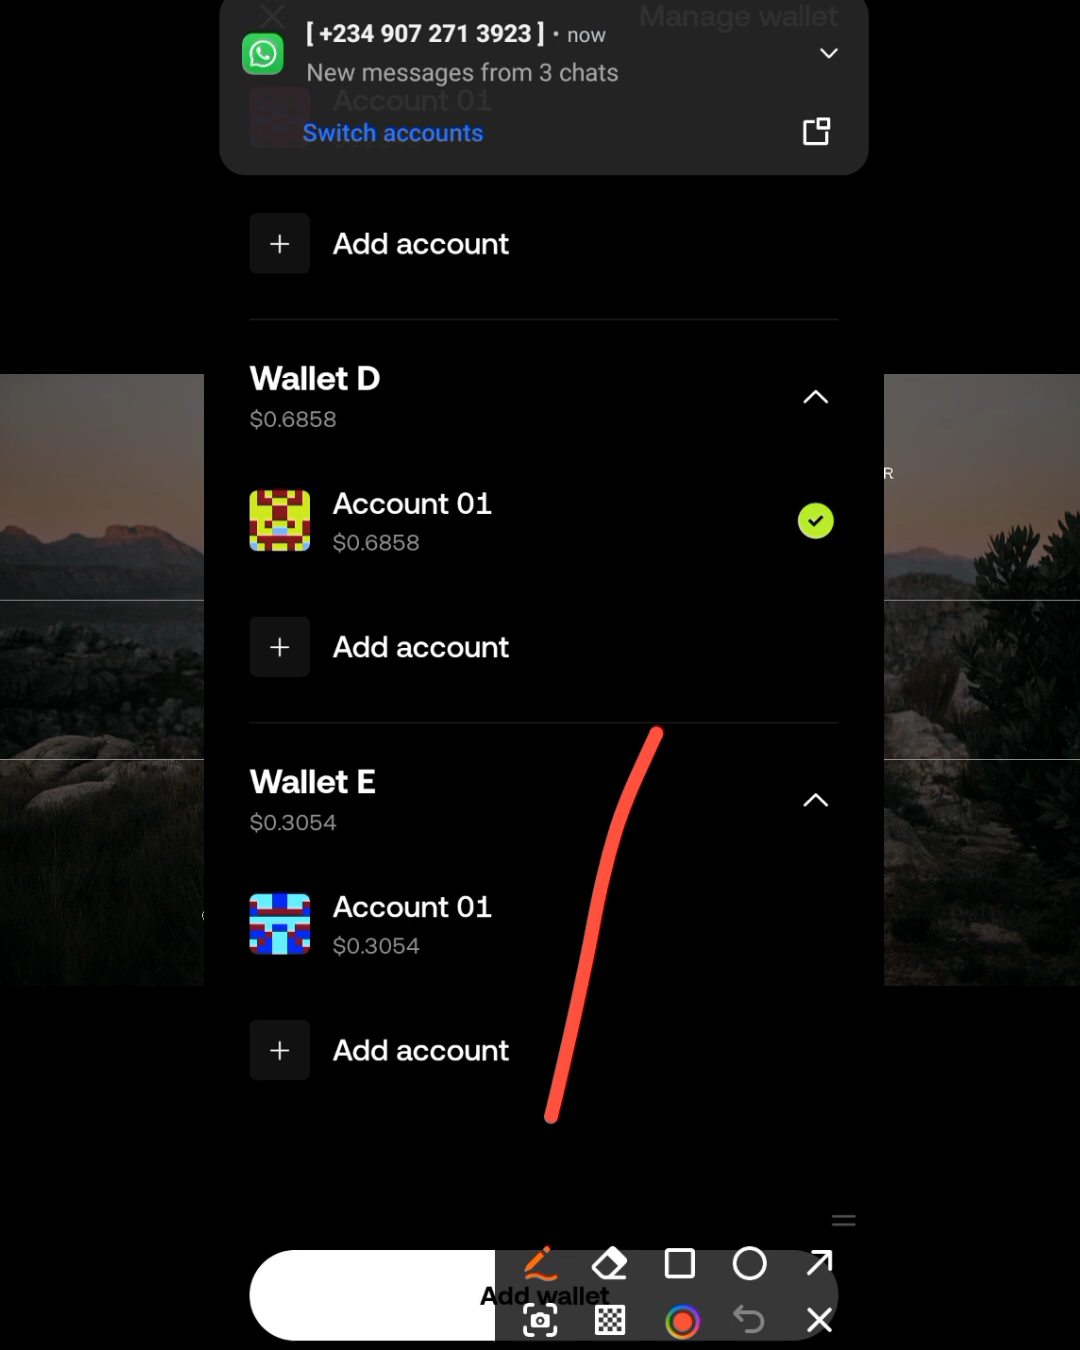 Manage wallet
[ +234 907 271 3923 ] • now
New messages from 3 chats
Account 01
Switch accounts
Add account
Wallet D
$0.6858
R
Account 01
$0.6858
Add account
Wallet E
$0.3054
Account 01
$0.3054
Add account
Add wallet